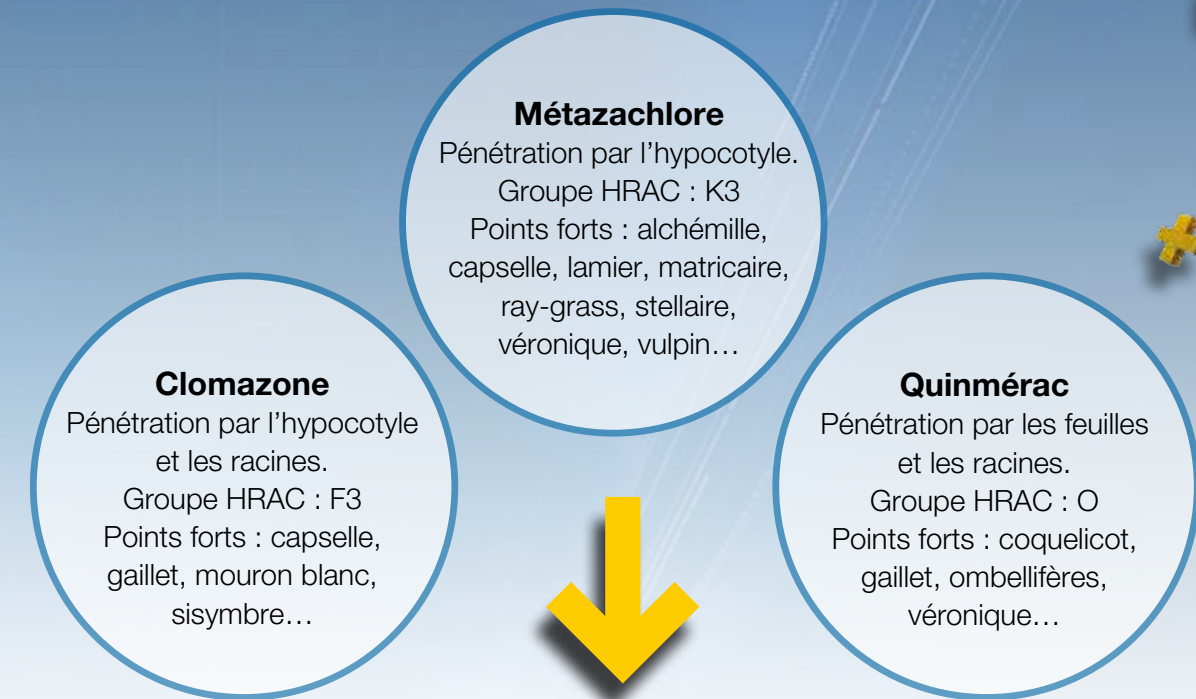 Métazachlore
Pénétration par l’hypocotyle.
Groupe HRAC : K3
Points forts : alchémille,
capselle, lamier, matricaire,
ray-grass, stellaire,
véronique, vulpin…
Clomazone
Pénétration par l’hypocotyle
et les racines.
Groupe HRAC : F3
Points forts : capselle,
gaillet, mouron blanc,
sisymbre…
Quinmérac
Pénétration par les feuilles
et les racines.
Groupe HRAC : O
Points forts : coquelicot,
gaillet, ombellifères,
véronique…